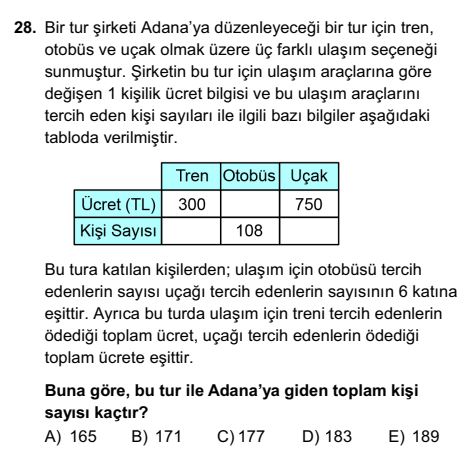 28. Bir tur şirketi Adana'ya düzenleyeceği bir tur için tren,
otobüs ve uçak olmak üzere üç farklı ulaşım seçeneği
sunmuştur. Şirketin bu tur için ulaşım araçlarına göre
değişen 1 kişilik ücret bilgisi ve bu ulaşım araçlarını
tercih eden kişi sayıları ile ilgili bazı bilgiler aşağıdaki
tabloda verilmiştir.
Tren Otobüs Uçak
Ücret (TL) 300 750
Kişi Sayısı 108
Bu tura katılan kişilerden; ulaşım için otobüsü tercih
edenlerin sayısı uçağı tercih edenlerin sayısının 6 katına
eşittir. Ayrıca bu turda ulaşım için treni tercih edenlerin
ödediği toplam ücret, uçağı tercih edenlerin ödediği
toplam ücrete eşittir.
Buna göre, bu tur ile Adana'ya giden toplam kişi
sayısı kaçtır?
A) 165 B) 171 C) 177 D) 183 E) 189